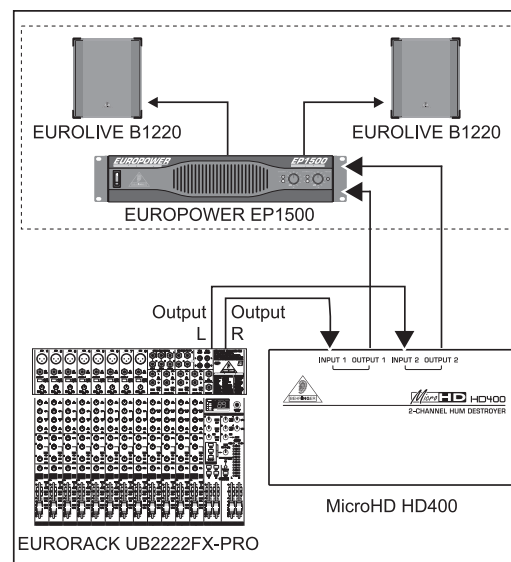 EUROLIVE B1220
EUROLIVE B1220
EUROPOWER
EP1500
EUROPOWER EP1500
Output
L
Output
R
INPUT 1 OUTPUT 1 INPUT 2 OUTPUT 2
BEHRINGER
MicroHD HD400
2-CHANNEL HUM DESTROYER
MicroHD HD400
EURORACK UB2222FX-PRO